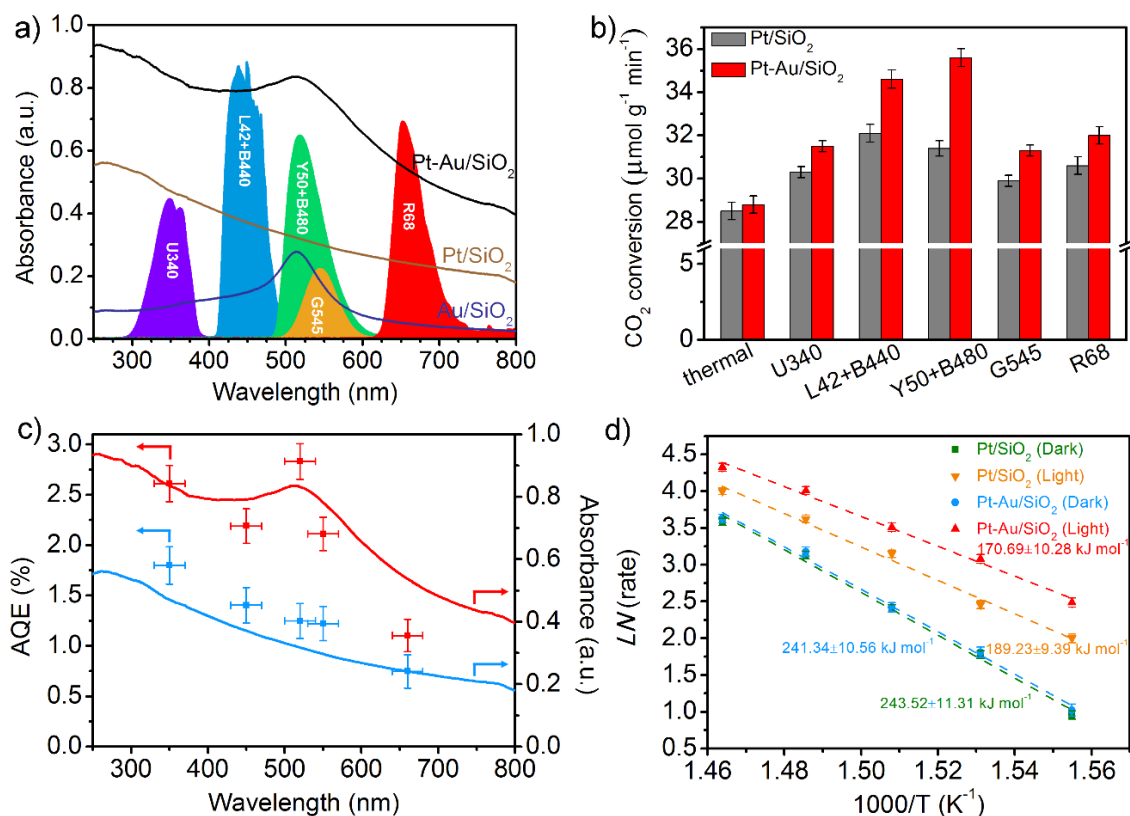 a)
1.0
0.8
0.6
0.4
0.2
0.0
Absorbance (a.u.)
U340
L42+B440
Y50+B480
G545
R68
Pt-Au/SiO₂
Pt/SiO₂
Au/SiO₂
300 400 500 600 700 800
Wavelength (nm)
b)
36
34
32
30
28
5
0
CO₂ conversion (μmol g⁻¹ min⁻¹)
Pt/SiO₂
Pt-Au/SiO₂
thermal
U340
L42+B440
Y50+B480
G545
R68
c)
3.0
2.5
2.0
1.5
1.0
0.5
0.0
AQE (%)
1.0
0.8
0.6
0.4
0.2
0.0
Absorbance (a.u.)
300 400 500 600 700 800
Wavelength (nm)
d)
4.5
4.0
3.5
3.0
2.5
2.0
1.5
1.0
0.5
LN (rate)
Pt/SiO₂ (Dark)
Pt/SiO₂ (Light)
Pt-Au/SiO₂ (Dark)
Pt-Au/SiO₂ (Light)
170.69±10.28 kJ mol⁻¹
241.34±10.56 kJ mol⁻¹
189.23±9.39 kJ mol⁻¹
243.52±11.31 kJ mol⁻¹
1.46 1.48 1.50 1.52 1.54 1.56
1000/T (K⁻¹)